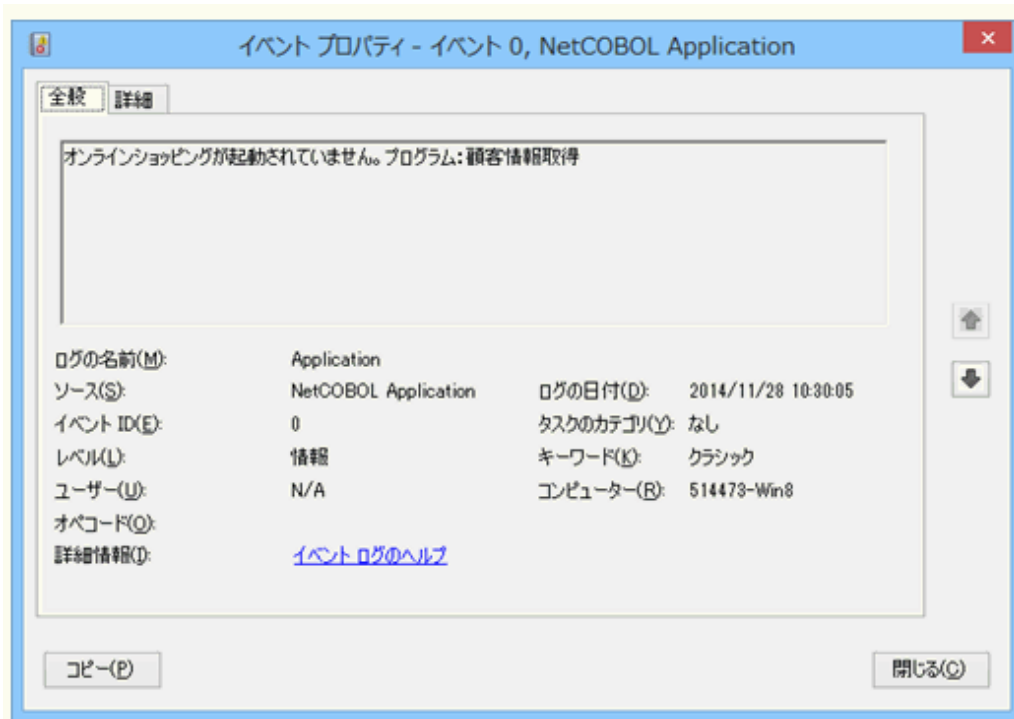 イベント プロパティ - イベント 0, NetCOBOL Application
全般 詳細
オンラインショッピングが起動されていません。プログラム：顧客情報取得
ログの名前(M): Application
ソース(S): NetCOBOL Application ログの日付(D): 2014/11/28 10:30:05
イベント ID(E): 0 タスクのカテゴリ(Y): なし
レベル(L): 情報 キーワード(K): クラシック
ユーザー(U): N/A コンピューター(R): 514473-Win8
オペコード(O):
詳細情報(I): イベント ログのヘルプ
コピー(P) 閉じる(C)